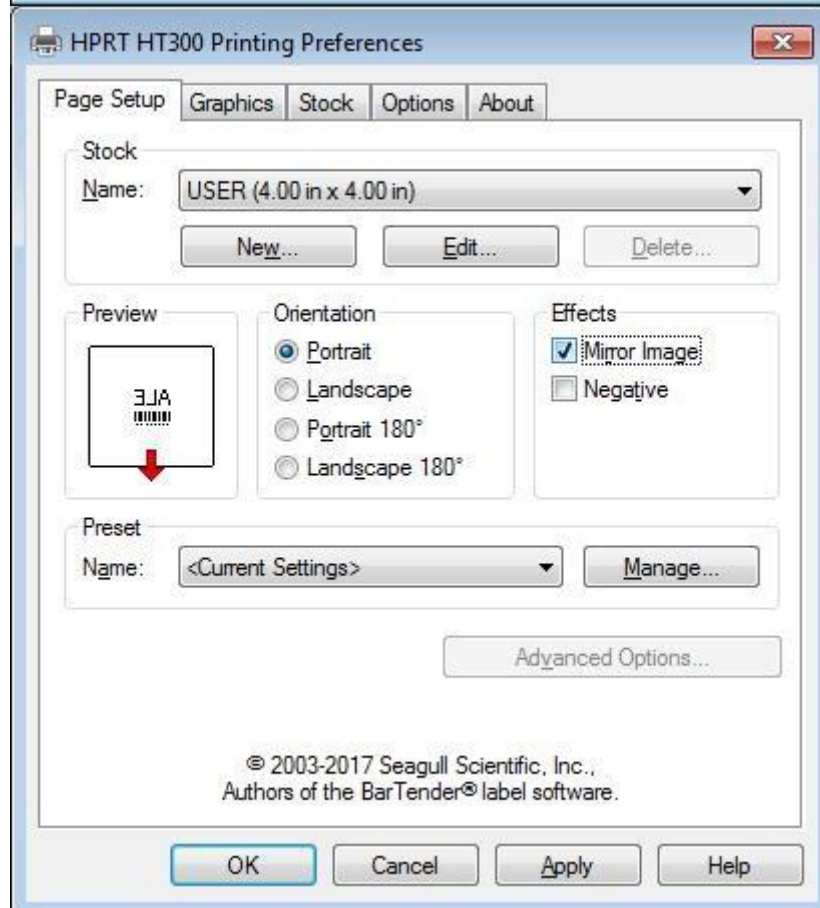 HPRT HT300 Printing Preferences
Page Setup Graphics Stock Options About
Stock
Name: USER (4.00 in x 4.00 in)
New... Edit... Delete...
Preview
ALE
Orientation
Portrait
Landscape
Portrait 180°
Landscape 180°
Effects
Mirror Image
Negative
Preset
Name: <Current Settings> Manage...
Advanced Options...
© 2003-2017 Seagull Scientific, Inc.,
Authors of the BarTender® label software.
OK Cancel Apply Help